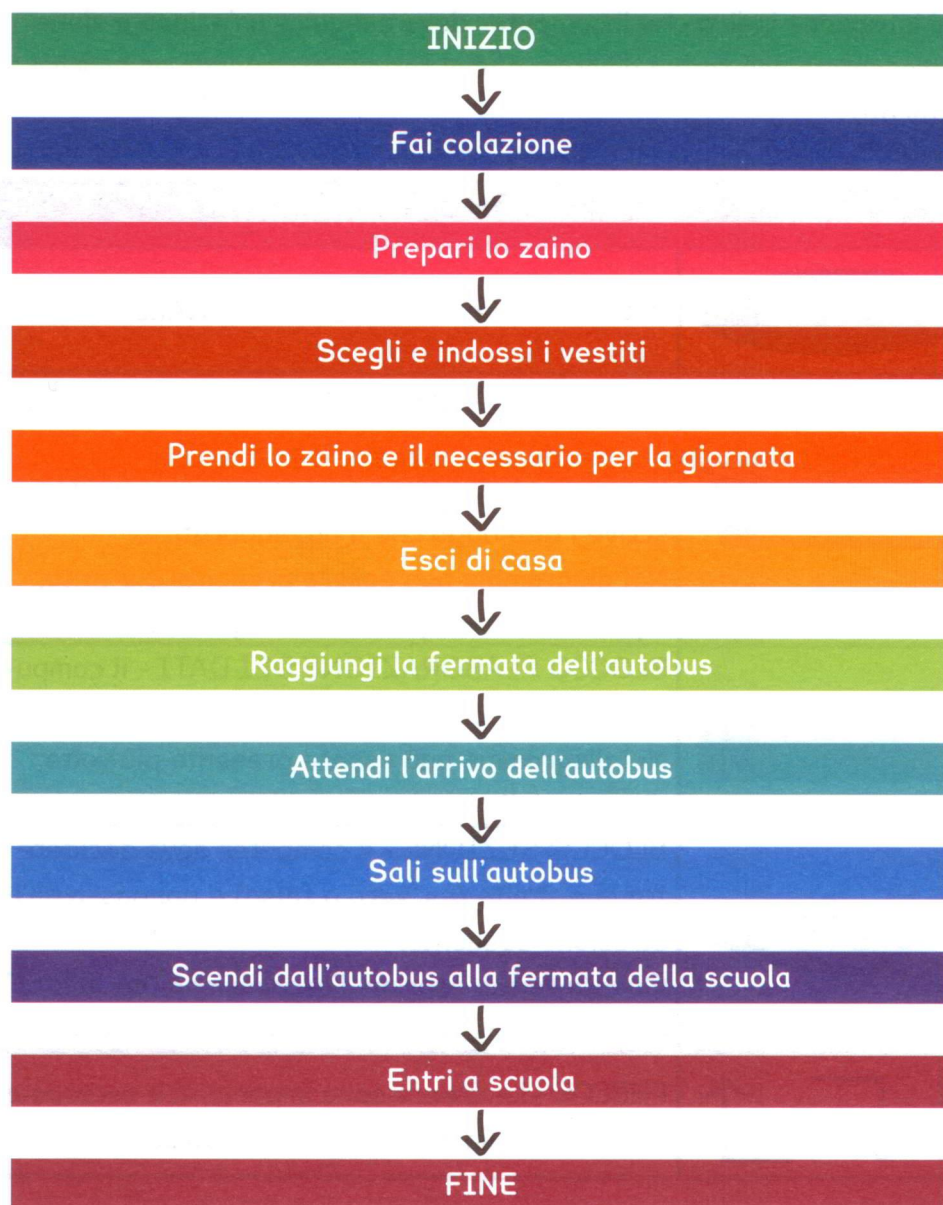 INIZIO
Fai colazione
Prepari lo zaino
Scegli e indossi i vestiti
Prendi lo zaino e il necessario per la giornata
Esci di casa
Raggiungi la fermata dell'autobus
Attendi l'arrivo dell'autobus
Sali sull'autobus
Scendi dall'autobus alla fermata della scuola
Entri a scuola
FINE